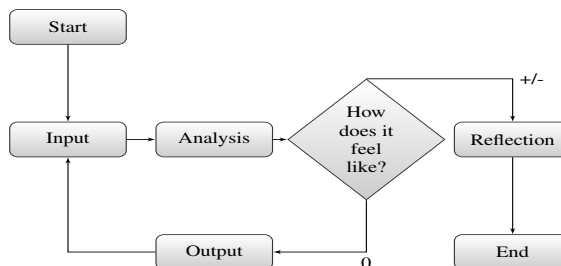 Start
Input
Analysis
How
does it
feel
like?
+/-
Reflection
0
Output
End